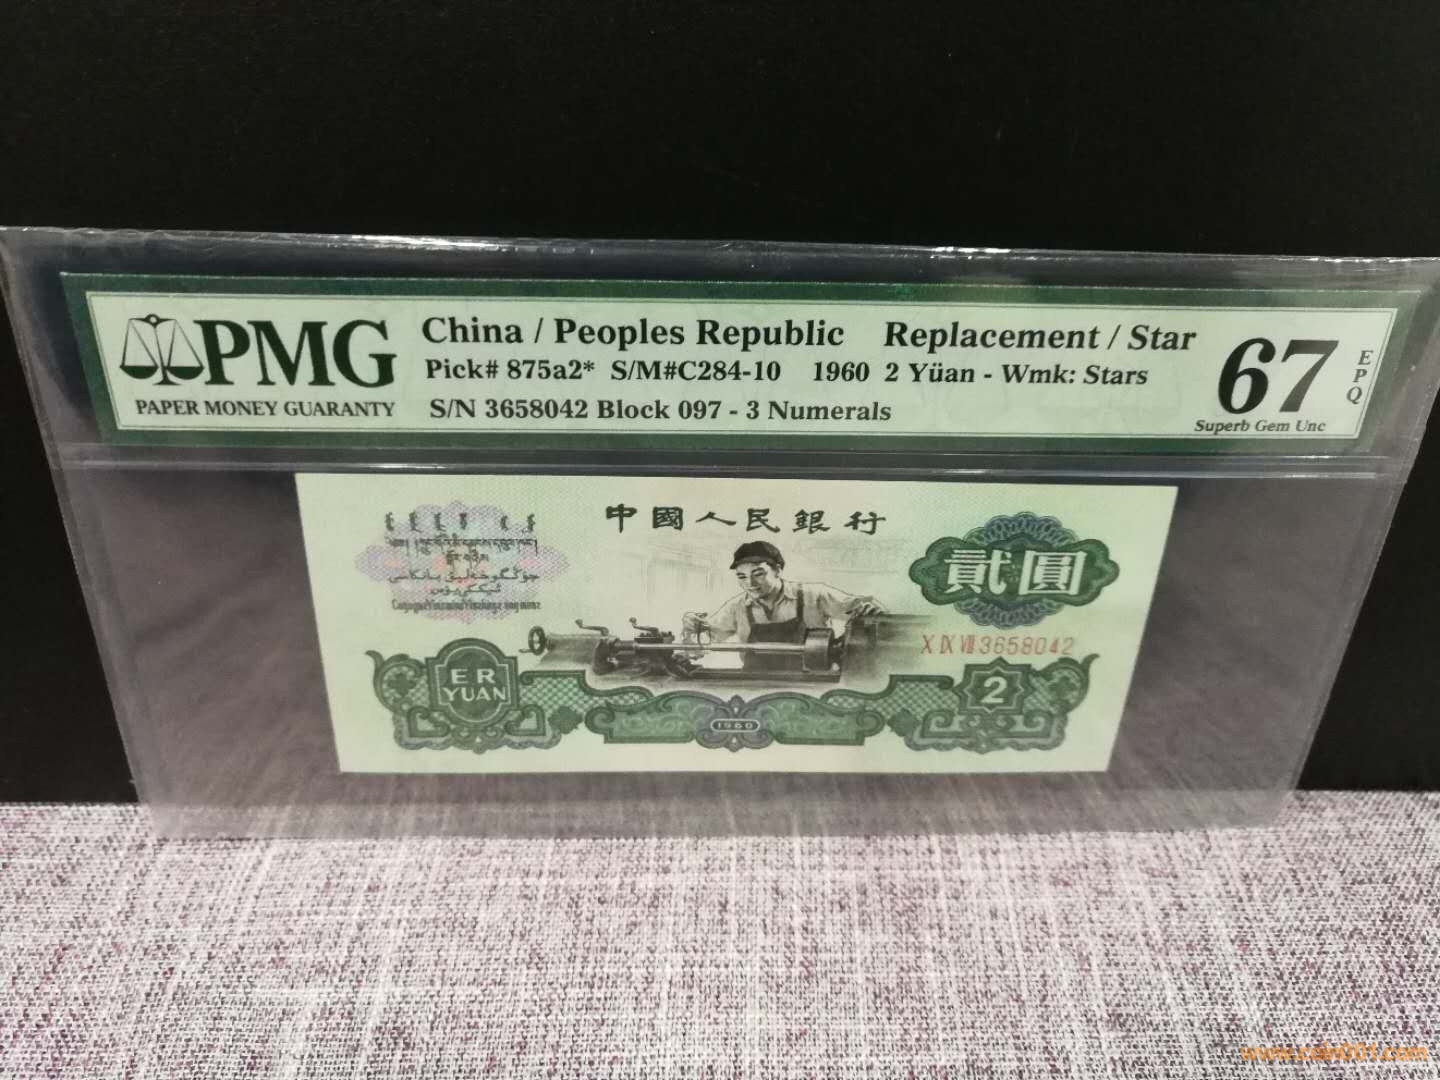 PMG
PAPER MONEY GUARANTY
China / Peoples Republic Replacement / Star
Pick# 875a2* S/M#C284-10 1960 2 Yüan - Wmk: Stars
S/N 3658042 Block 097 - 3 Numerals
67
EPQ
Superb Gem Unc
中國人民銀行
貳圓
X IX VIII 3658042
ER
YUAN
1960
2
www.coin001.com